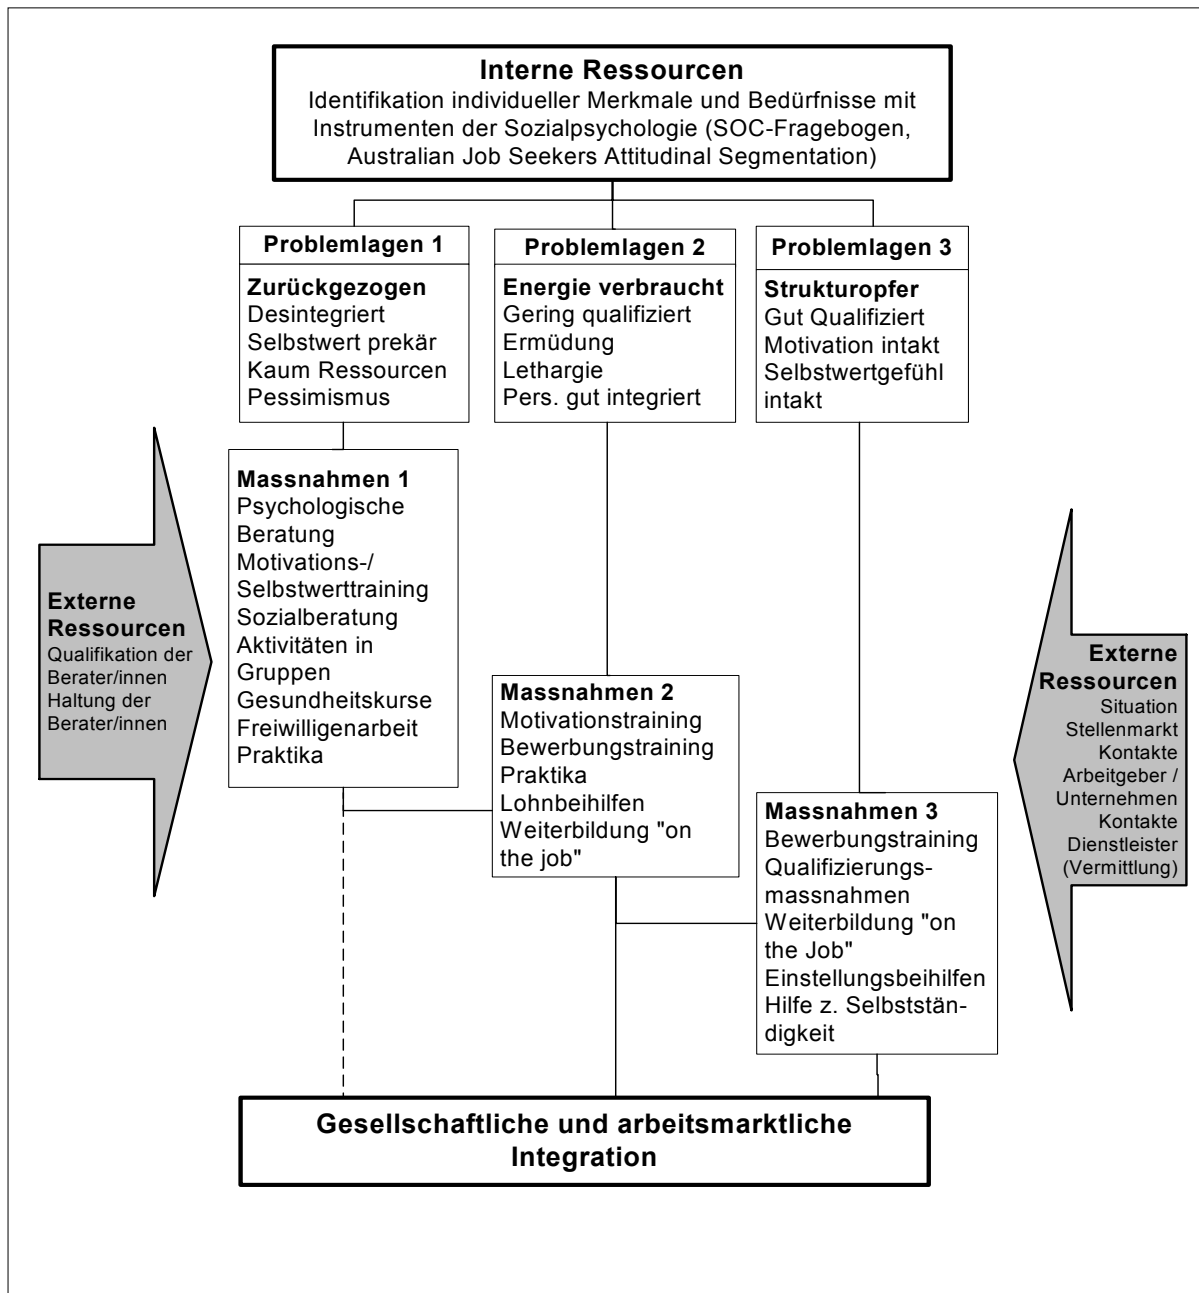 Interne Ressourcen
Identifikation individueller Merkmale und Bedürfnisse mit
Instrumenten der Sozialpsychologie (SOC-Fragebogen,
Australian Job Seekers Attitudinal Segmentation)
Problemlagen 1
Zurückgezogen
Desintegriert
Selbstwert prekär
Kaum Ressourcen
Pessimismus
Problemlagen 2
Energie verbraucht
Gering qualifiziert
Ermüdung
Lethargie
Pers. gut integriert
Problemlagen 3
Strukturopfer
Gut Qualifiziert
Motivation intakt
Selbstwertgefühl
intakt
Externe
Ressourcen
Qualifikation der
Berater/innen
Haltung der
Berater/innen
Massnahmen 1
Psychologische
Beratung
Motivations-/
Selbstwerttraining
Sozialberatung
Aktivitäten in
Gruppen
Gesundheitskurse
Freiwilligenarbeit
Praktika
Massnahmen 2
Motivationstraining
Bewerbungstraining
Praktika
Lohnbeihilfen
Weiterbildung "on
the job"
Massnahmen 3
Bewerbungstraining
Qualifizierungs-
massnahmen
Weiterbildung "on
the Job"
Einstellungsbeihilfen
Hilfe z. Selbststän-
digkeit
Externe
Ressourcen
Situation
Stellenmarkt
Kontakte
Arbeitgeber /
Unternehmen
Kontakte
Dienstleister
(Vermittlung)
Gesellschaftliche und arbeitsmarktliche
Integration